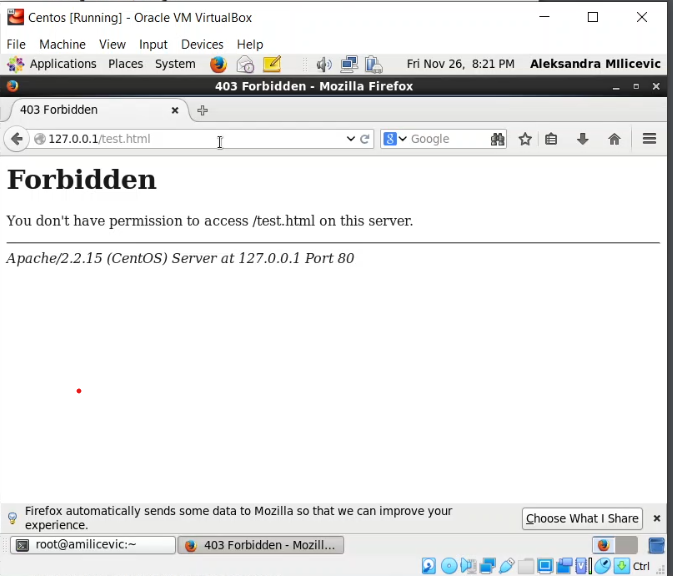 Centos [Running] - Oracle VM VirtualBox
File Machine View Input Devices Help
Applications Places System Fri Nov 26, 8:21 PM Aleksandra MIlicevic
403 Forbidden - Mozilla Firefox
403 Forbidden
127.0.0.1/test.html 8 Google
Forbidden
You don't have permission to access /test.html on this server.
Apache/2.2.15 (CentOS) Server at 127.0.0.1 Port 80
Firefox automatically sends some data to Mozilla so that we can improve your
experience.
Choose What I Share
root@amilicevic:~ 403 Forbidden - Mozill...
Ctrl